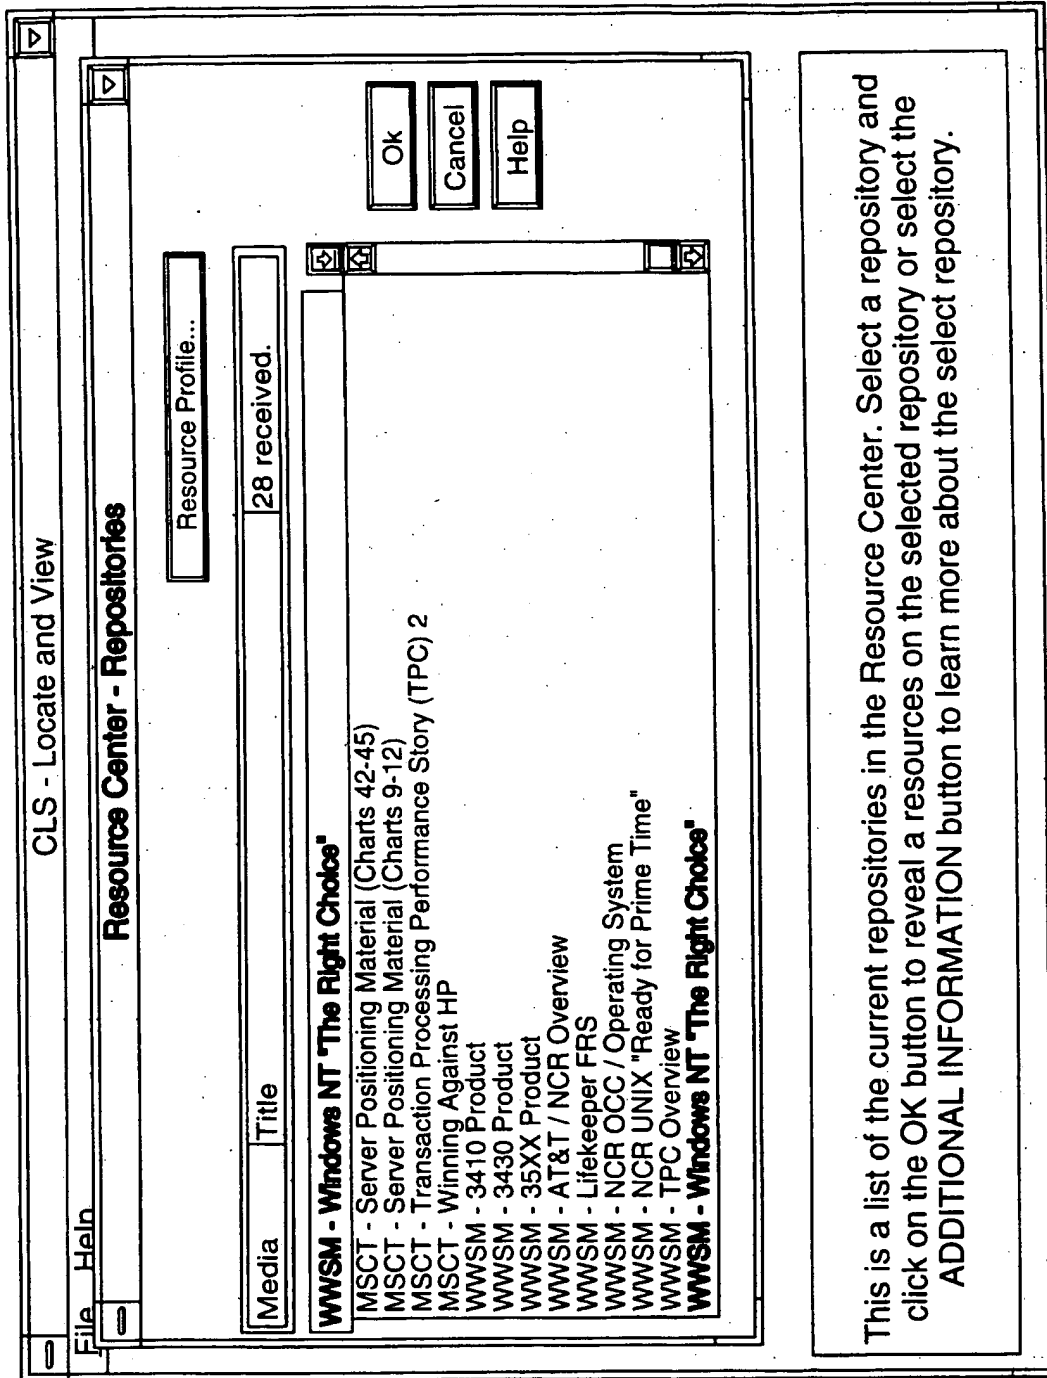 CLS - Locate and View
File Help
Resource Center - Repositories
Resource Profile...
Media Title 28 received.
WWSM - Windows NT "The Right Choice"
MSCT - Server Positioning Material (Charts 42-45)
MSCT - Server Positioning Material (Charts 9-12)
MSCT - Transaction Processing Performance Story (TPC) 2
MSCT - Winning Against HP
WWSM - 3410 Product
WWSM - 3430 Product
WWSM - 35XX Product
WWSM - AT&T / NCR Overview
WWSM - Lifekeeper FRS
WWSM - NCR OCC / Operating System
WWSM - NCR UNIX "Ready for Prime Time"
WWSM - TPC Overview
WWSM - Windows NT "The Right Choice"
Ok
Cancel
Help
This is a list of the current repositories in the Resource Center. Select a repository and
click on the OK button to reveal a resources on the selected repository or select the
ADDITIONAL INFORMATION button to learn more about the select repository.